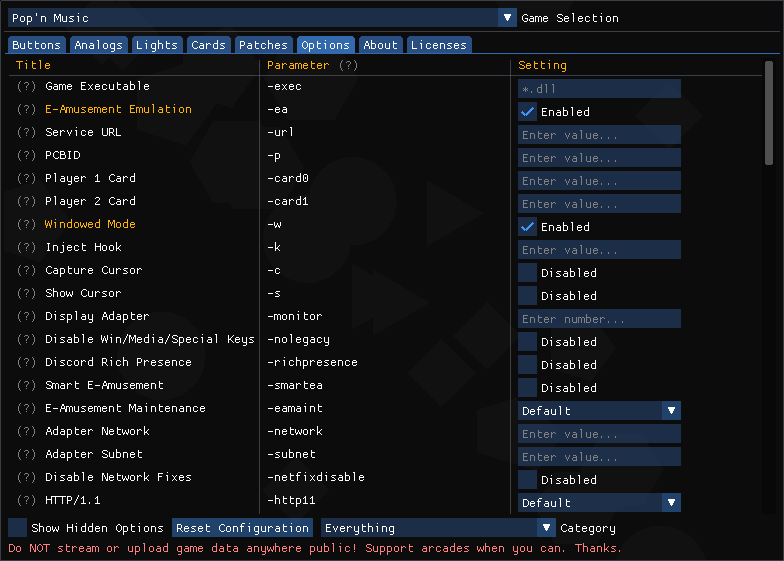 Pop'n Music Game Selection
Buttons Analogs Lights Cards Patches Options About Licenses
Title Parameter (?) Setting
(?) Game Executable -exec *.dll
(?) E-Amusement Emulation -ea Enabled
(?) Service URL -url Enter value...
(?) PCBID -p Enter value...
(?) Player 1 Card -card0 Enter value...
(?) Player 2 Card -card1 Enter value...
(?) Windowed Mode -w Enabled
(?) Inject Hook -k Enter value...
(?) Capture Cursor -c Disabled
(?) Show Cursor -s Disabled
(?) Display Adapter -monitor Enter number...
(?) Disable Win/Media/Special Keys -nolegacy Disabled
(?) Discord Rich Presence -richpresence Disabled
(?) Smart E-Amusement -smartea Disabled
(?) E-Amusement Maintenance -eamaint Default
(?) Adapter Network -network Enter value...
(?) Adapter Subnet -subnet Enter value...
(?) Disable Network Fixes -netfixdisable Disabled
(?) HTTP/1.1 -http11 Default
Show Hidden Options Reset Configuration Everything Category
Do NOT stream or upload game data anywhere public! Support arcades when you can. Thanks.